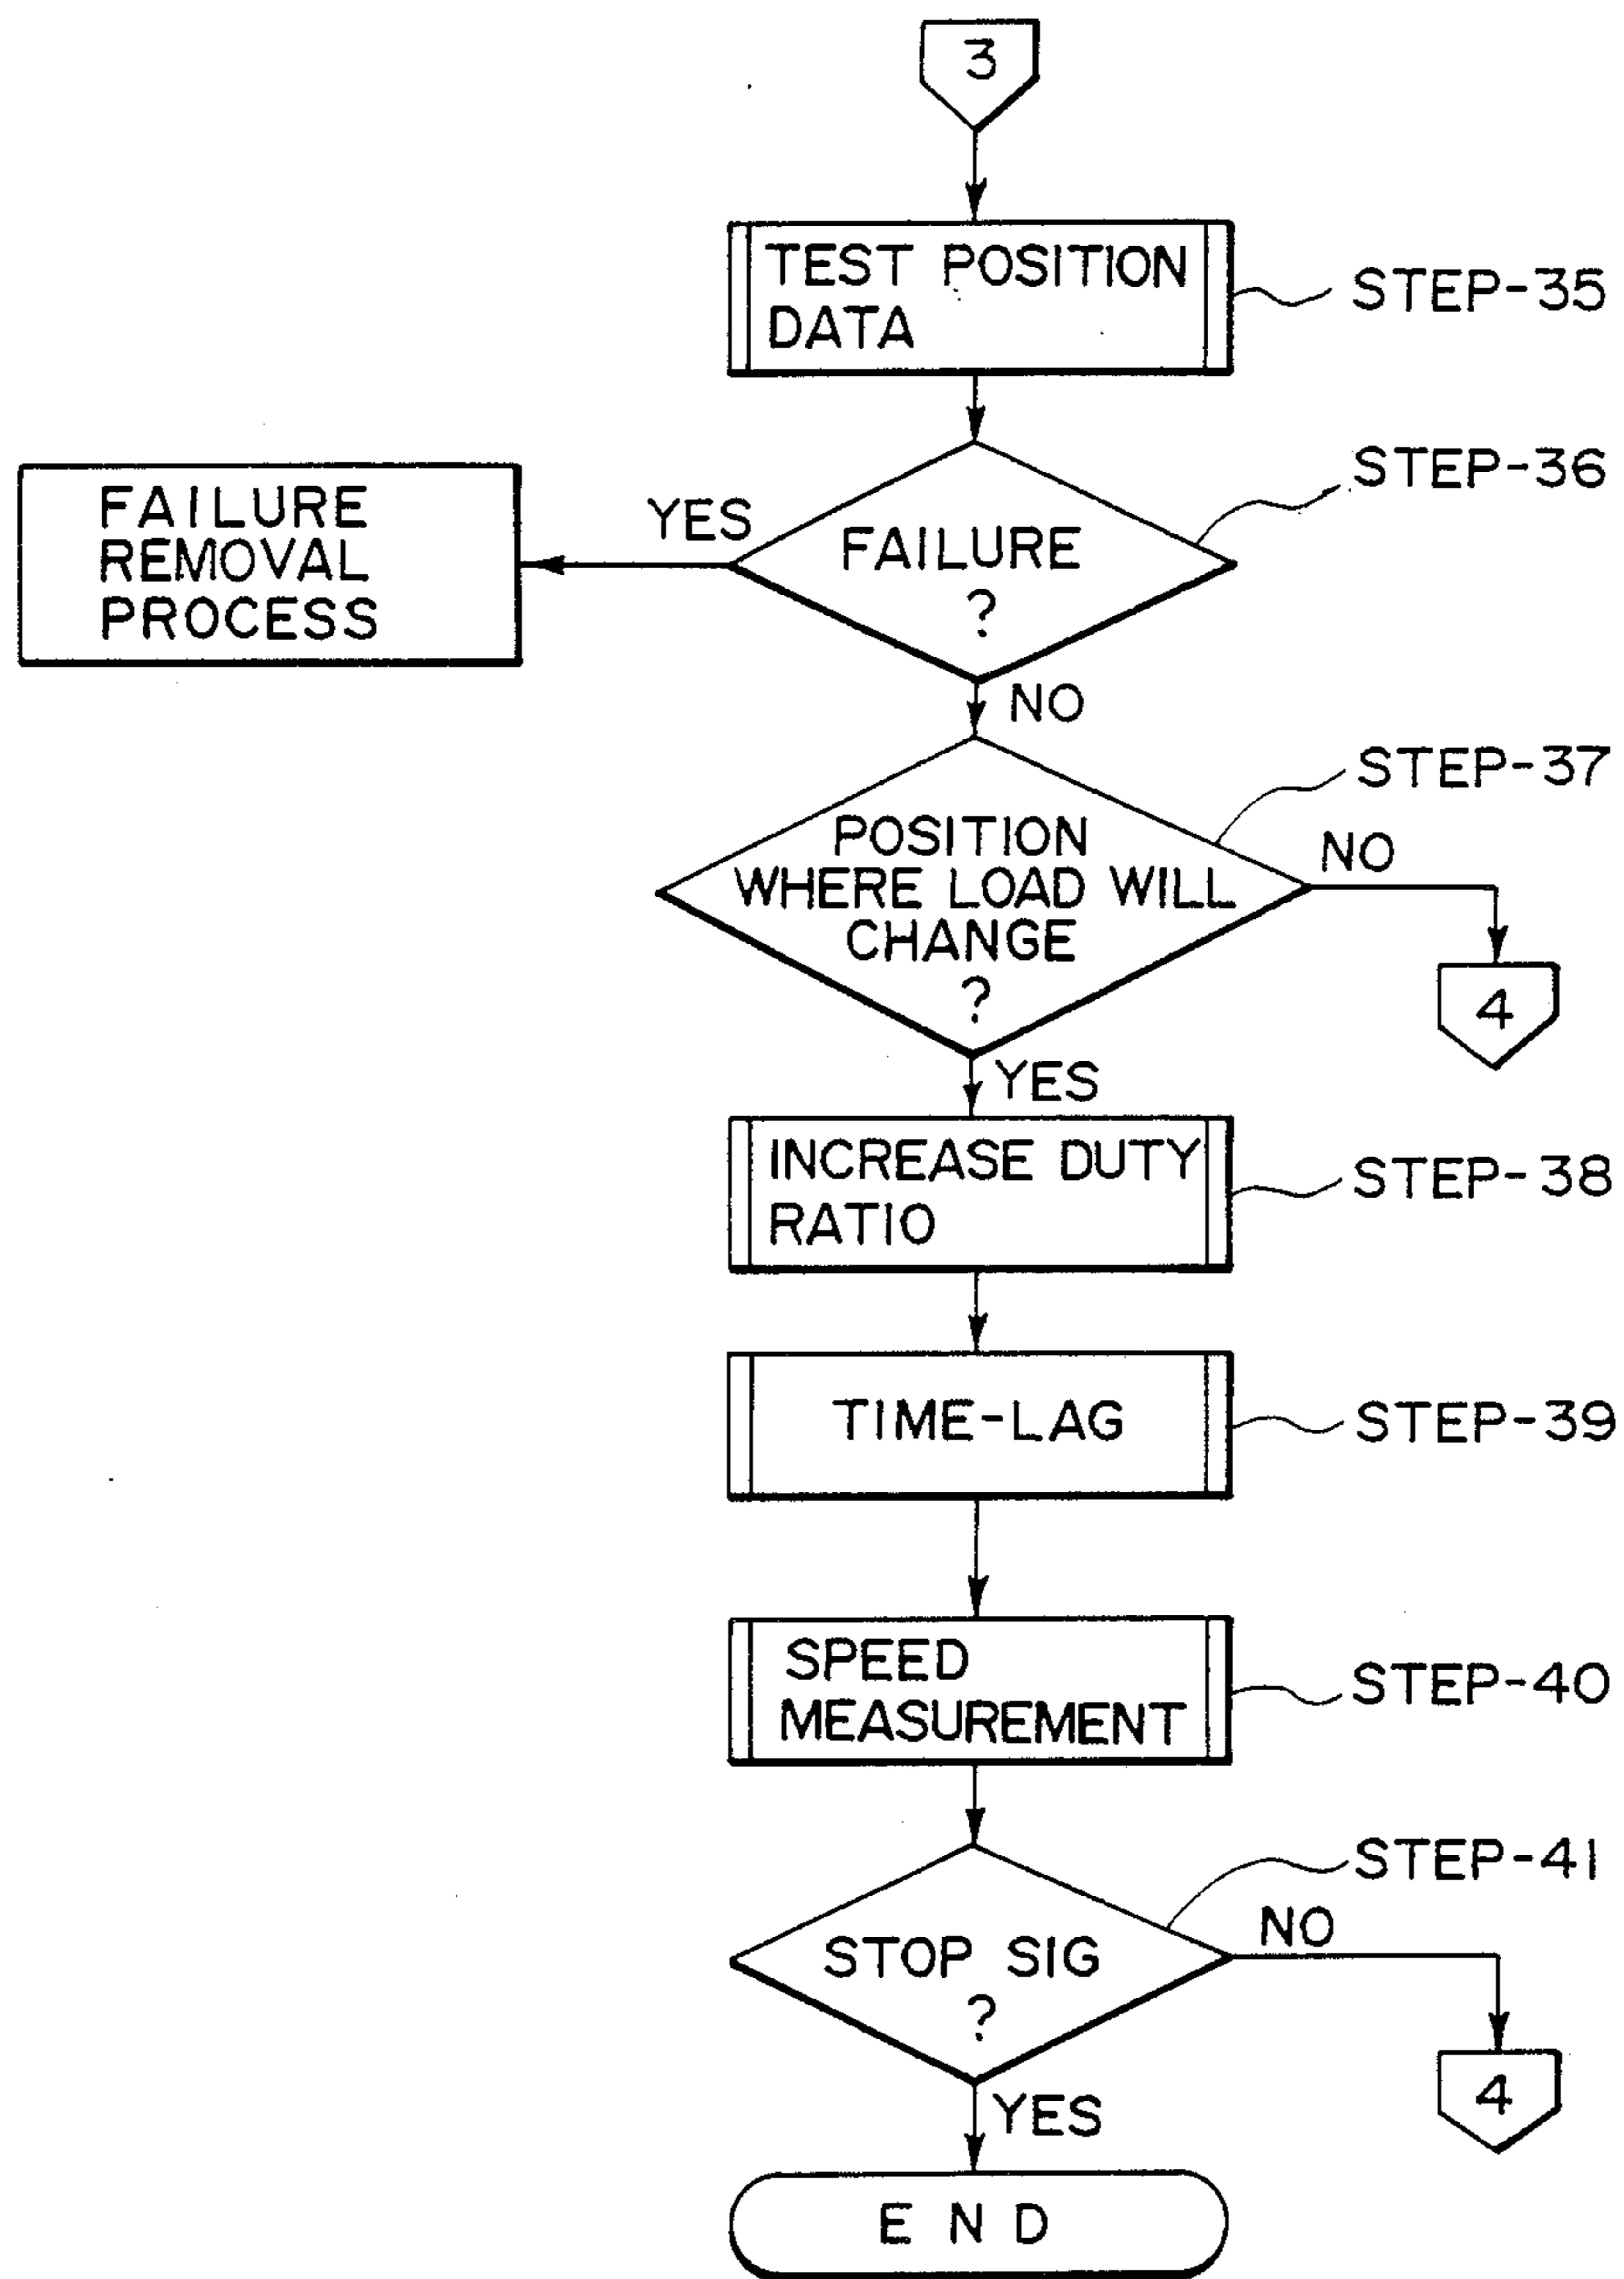 3
TEST POSITION
DATA
STEP-35
STEP-36
FAILURE
REMOVAL
PROCESS
YES
FAILURE
?
NO
STEP-37
POSITION
WHERE LOAD WILL
CHANGE
?
NO
4
YES
INCREASE DUTY
RATIO
STEP-38
TIME-LAG
STEP-39
SPEED
MEASUREMENT
STEP-40
STEP-41
STOP SIG
?
NO
4
YES
END